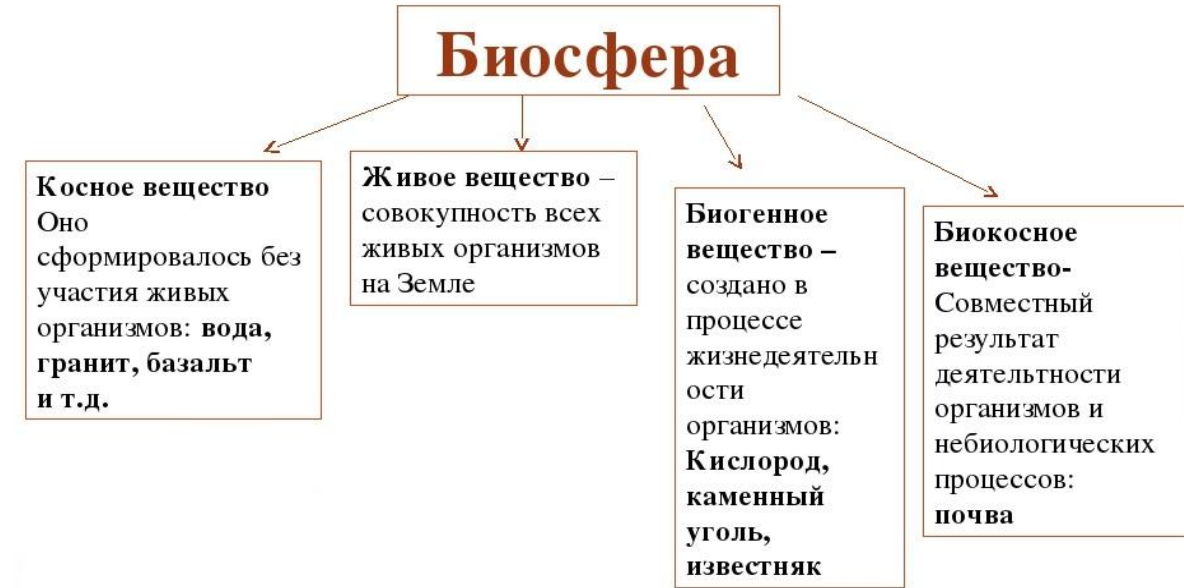 Биосфера
Косное вещество
Оно
сформировалось без
участия живых
организмов: вода,
гранит, базальт
и т.д.
Живое вещество –
совокупность всех
живых организмов
на Земле
Биогенное
вещество –
создано в
процессе
жизнедеятельн
ости
организмов:
Кислород,
каменный
уголь,
известняк
Биокосное
вещество-
Совместный
результат
деятельтности
организмов и
небиологических
процессов:
почва